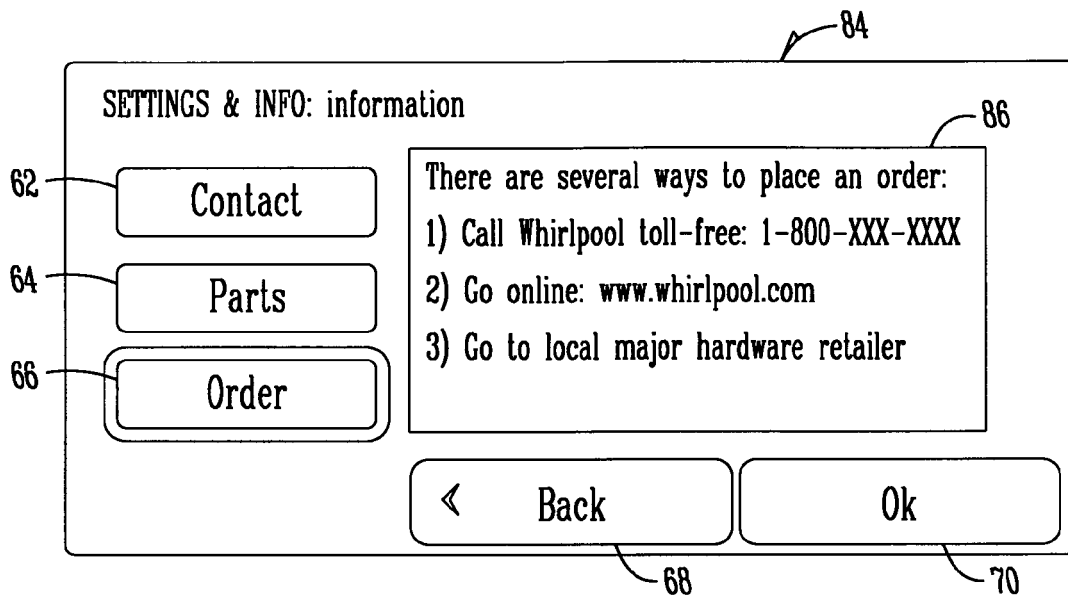 84
SETTINGS & INFO: information
86
62
Contact
There are several ways to place an order:
1) Call Whirlpool toll-free: 1-800-XXX-XXXX
64
Parts
2) Go online: www.whirlpool.com
3) Go to local major hardware retailer
66
Order
Back
Ok
68
70